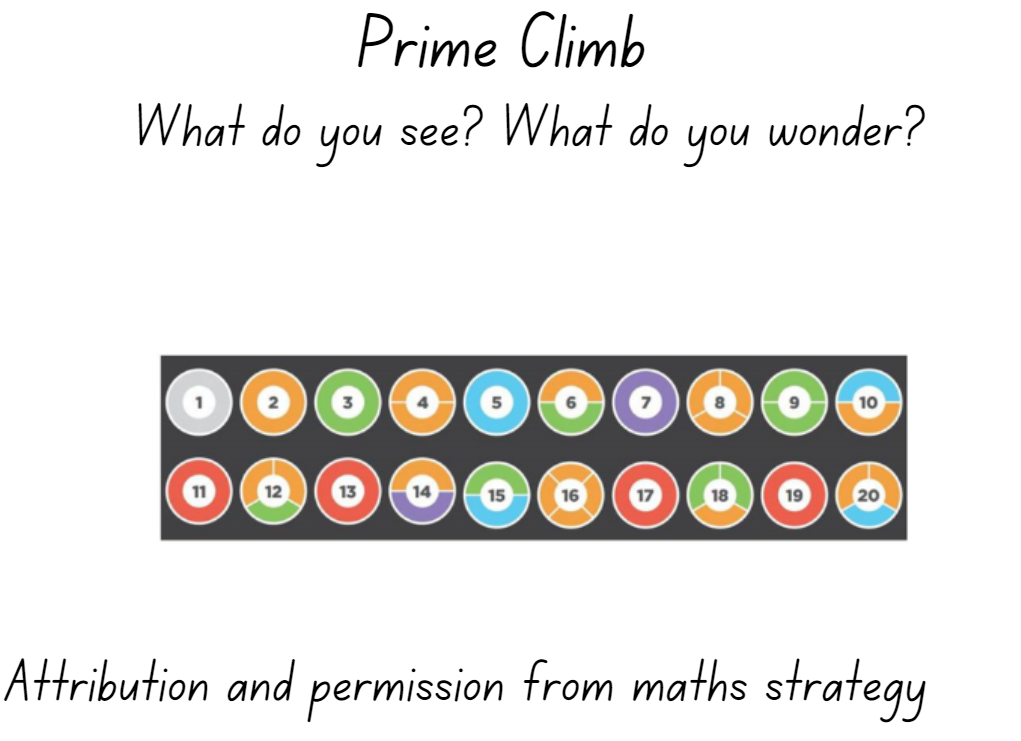 Prime Climb
What do you see? What do you wonder?
1 2 3 4 5 6 7 8 9 10
11 12 13 14 15 16 17 18 19 20
Attribution and permission from maths strategy